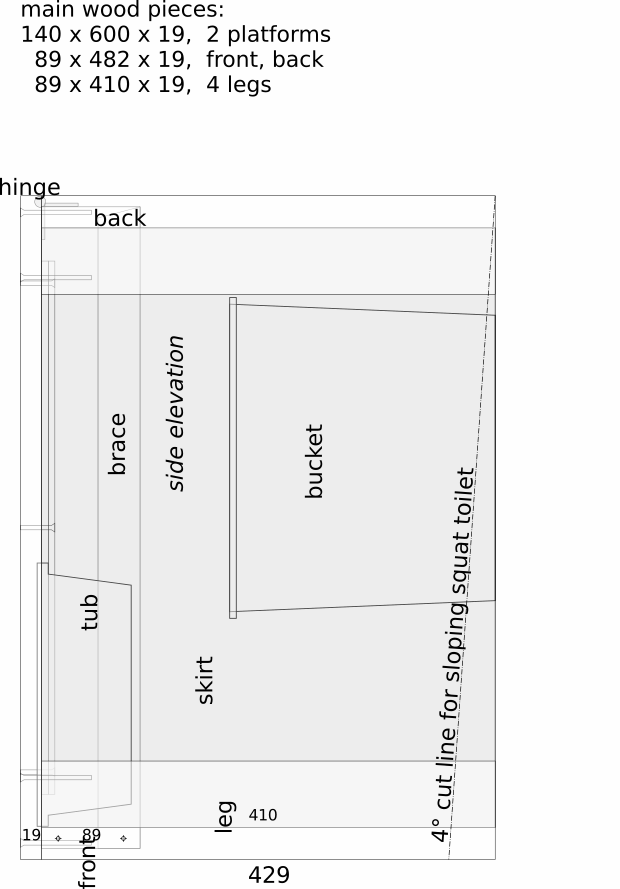 main wood pieces:
140 x 600 x 19, 2 platforms
89 x 482 x 19, front, back
89 x 410 x 19, 4 legs
hinge
back
side elevation
brace
bucket
4° cut line for sloping squat toilet
tub
skirt
leg
410
19
89
front
429